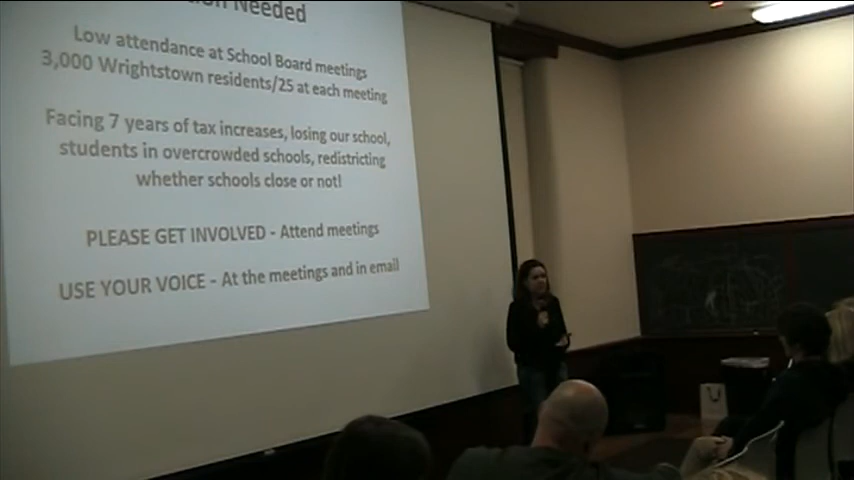 Needed
Low attendance at School Board meetings
3,000 Wrightstown residents/25 at each meeting
Facing 7 years of tax increases, losing our school,
students in overcrowded schools, redistricting
whether schools close or not!
PLEASE GET INVOLVED - Attend meetings
USE YOUR VOICE - At the meetings and in email